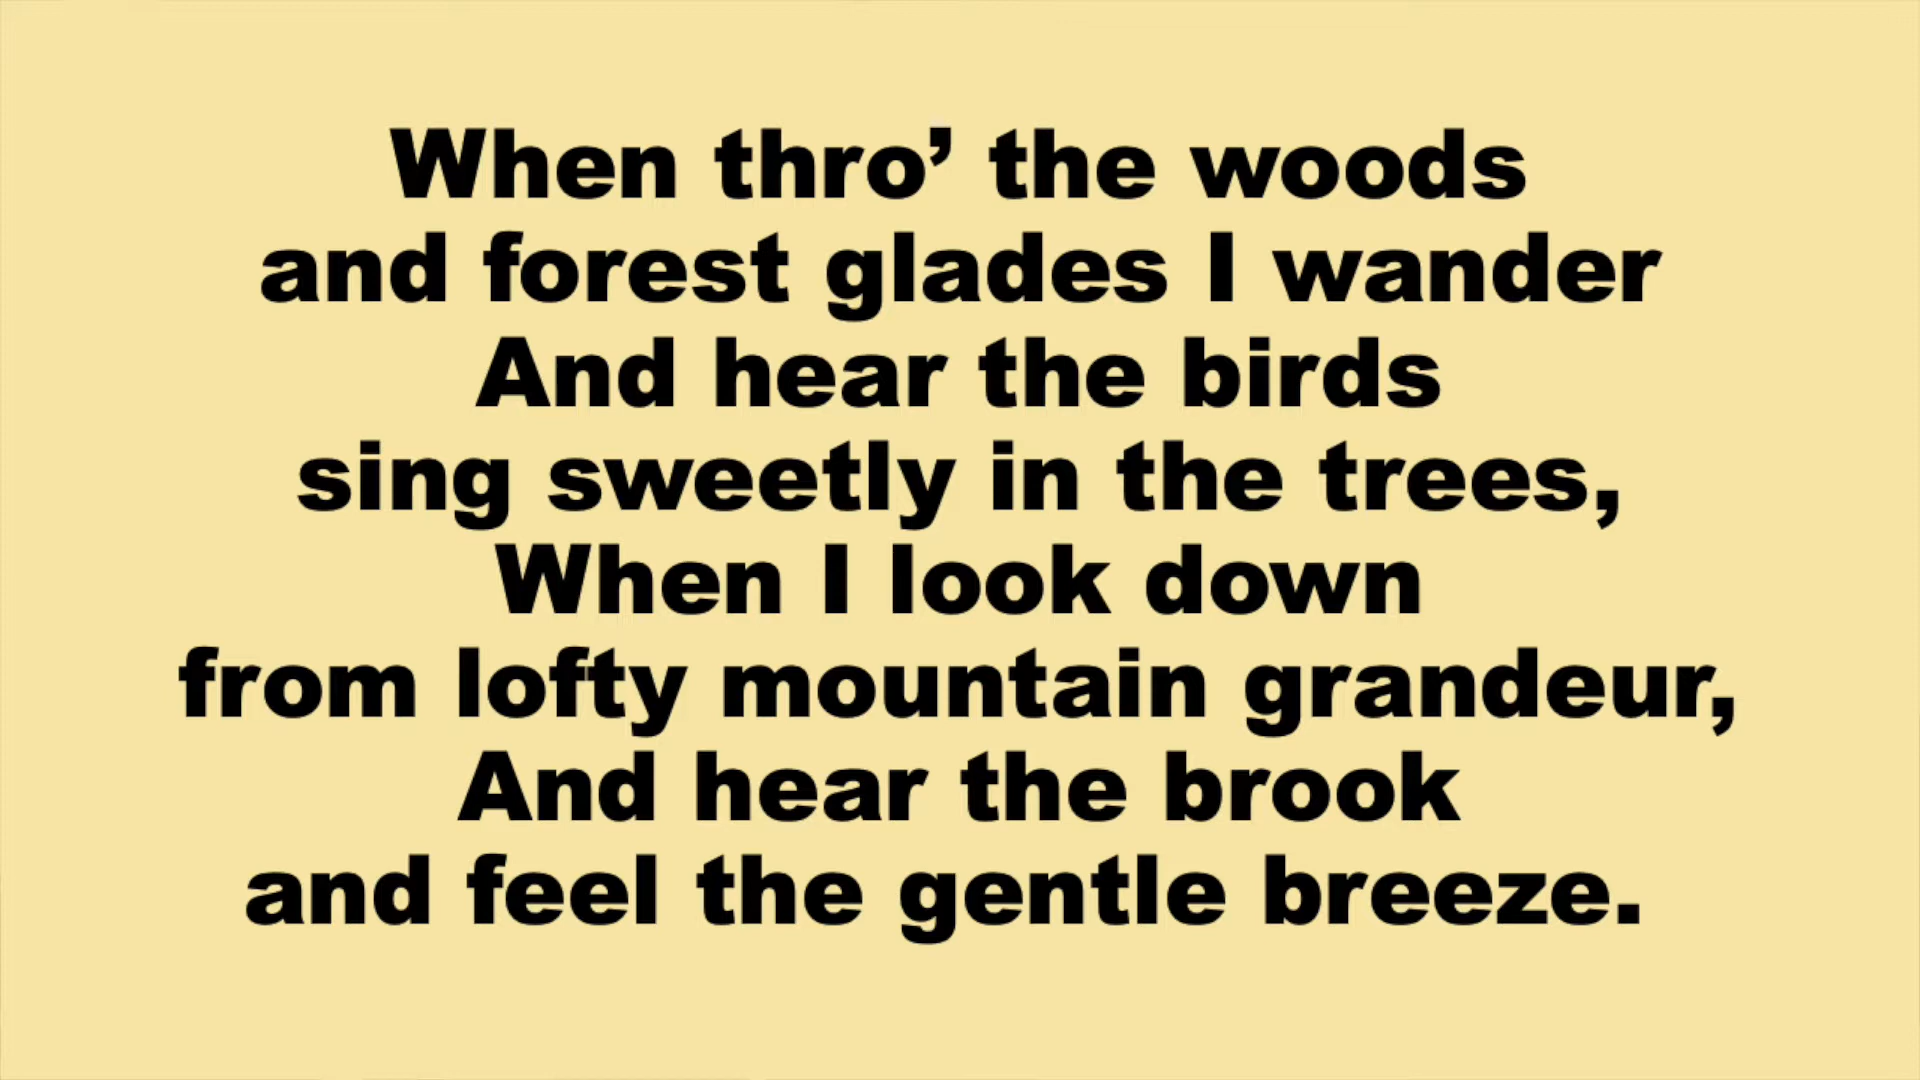 When thro’ the woods
and forest glades I wander
And hear the birds
sing sweetly in the trees,
When I look down
from lofty mountain grandeur,
And hear the brook
and feel the gentle breeze.